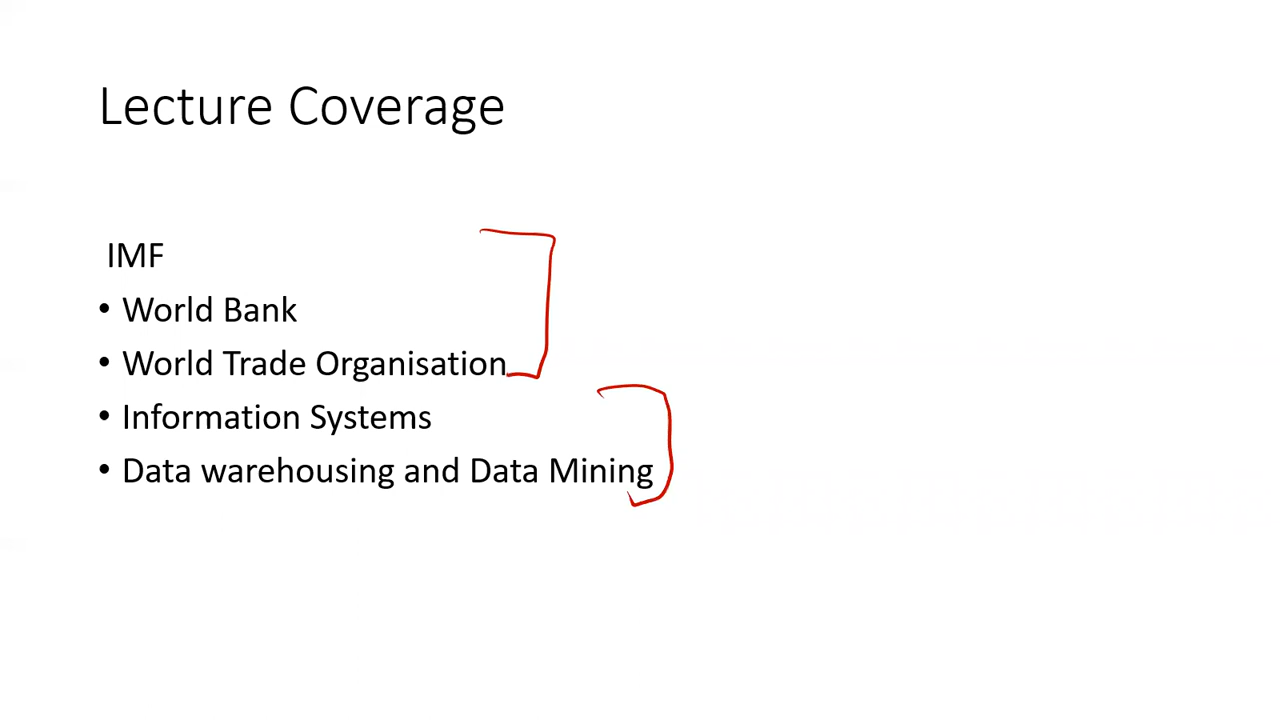 Lecture Coverage
IMF
• World Bank
• World Trade Organisation
• Information Systems
• Data warehousing and Data Mining